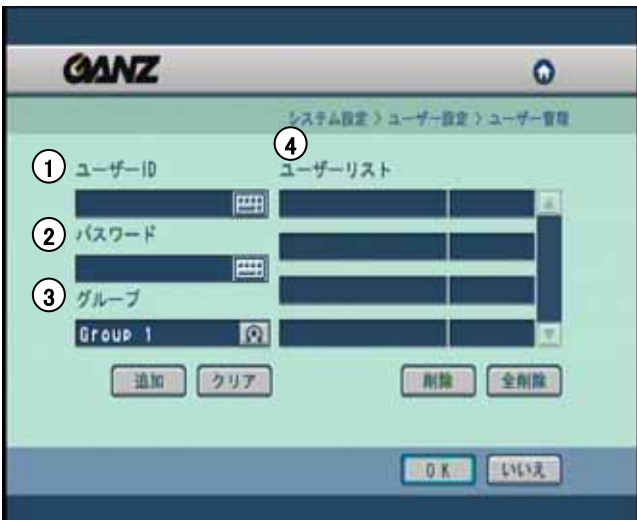 GANZ
システム設定 > ユーザー設定 > ユーザー管理
① ユーザーID
② パスワード
③ グループ
Group 1
追加 クリア
④ ユーザーリスト
削除 全削除
OK いいえ